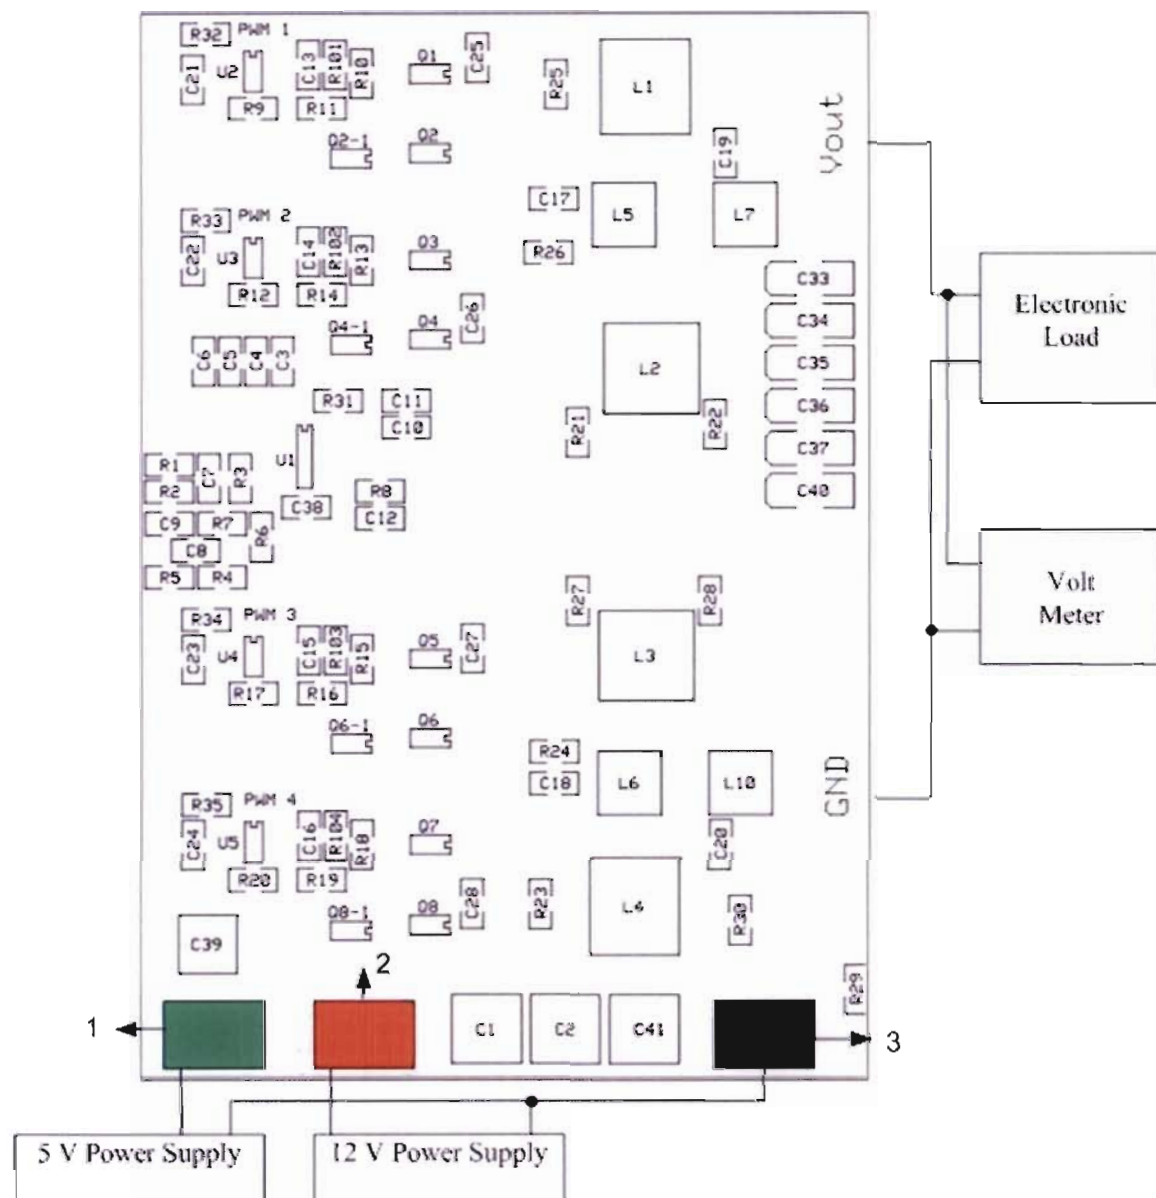 R32 PWM 1
C21 U2 C13 R101 R10 Q1 C25 R25 L1
R9 R11
Q2-1 Q2 C19 Vout
C17 L5 L7
R33 PWM 2
C22 U3 C14 R102 R13 Q3 R26
R12 R14 C33
Q4-1 Q4 C26 C34
C6 C5 C4 C3 L2 C35
R31 C11 C36
C10 R21 R22
U1 C37
R1 C7 R3
R2 R8 C40
C38 C12
C9 R7 R6
C8
R5 R4
R27 R28
R34 PWM 3
C23 U4 C15 R103 R15 Q5 C27 L3
R17 R16
Q6-1 Q6
R24
C18 L6 L10 GND
R35 PWM 4
C24 U5 C16 R104 R18 Q7 C20
R20 R19
Q8-1 Q8 C28 R23 L4 R30
C39
2
R29
1 C1 C2 C41 3
5 V Power Supply
12 V Power Supply
Electronic
Load
Volt
Meter